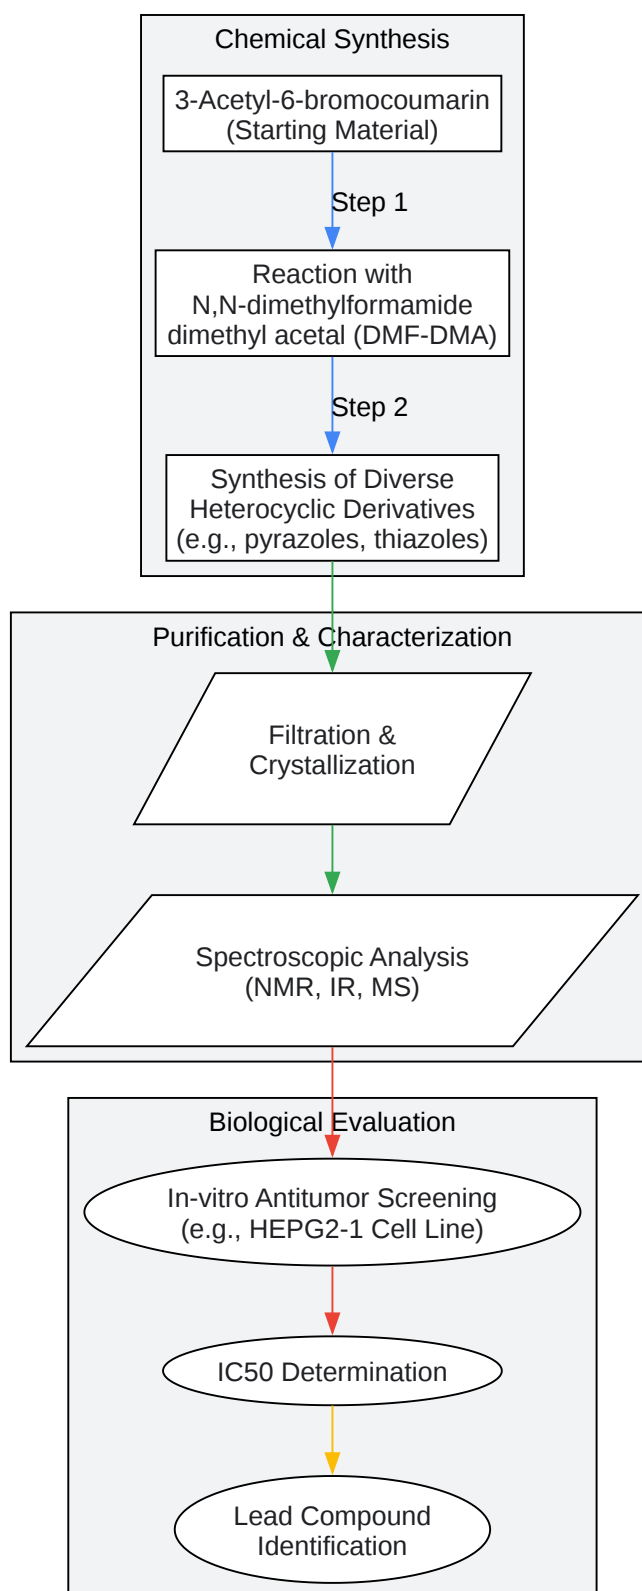 Chemical Synthesis
3-Acetyl-6-bromocoumarin
(Starting Material)
Step 1
Reaction with
N,N-dimethylformamide
dimethyl acetal (DMF-DMA)
Step 2
Synthesis of Diverse
Heterocyclic Derivatives
(e.g., pyrazoles, thiazoles)
Purification & Characterization
Filtration &
Crystallization
Spectroscopic Analysis
(NMR, IR, MS)
Biological Evaluation
In-vitro Antitumor Screening
(e.g., HEPG2-1 Cell Line)
IC50 Determination
Lead Compound
Identification